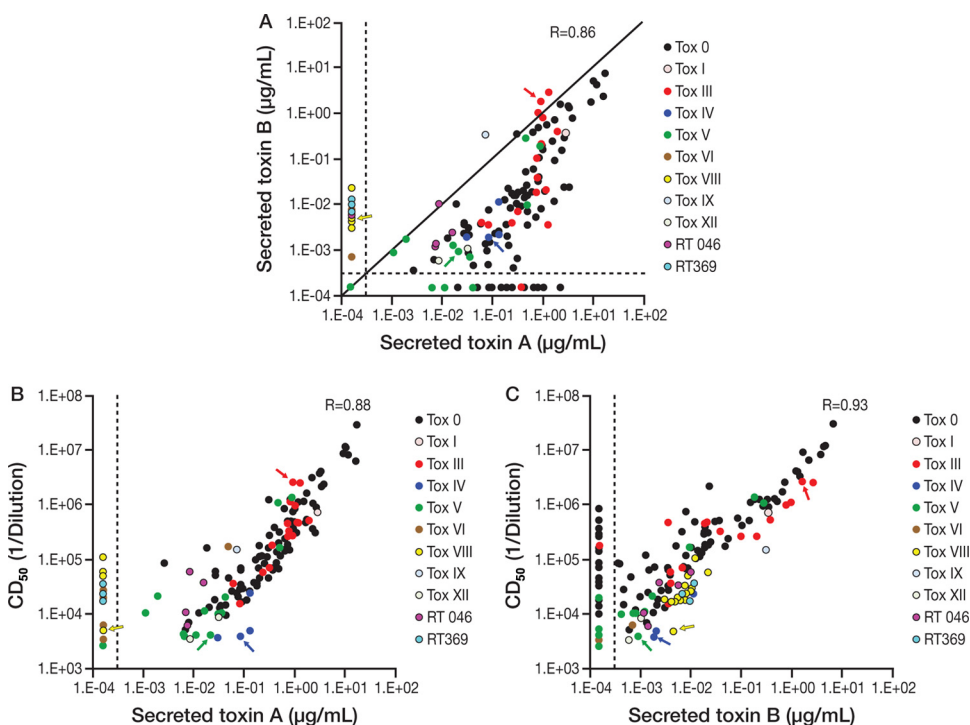 A
R=0.86
Secreted toxin B (µg/mL)
1.E+02
1.E+01
1.E+00
1.E-01
1.E-02
1.E-03
1.E-04
1.E-04 1.E-03 1.E-02 1.E-01 1.E+00 1.E+01 1.E+02
Secreted toxin A (µg/mL)
Tox 0
Tox I
Tox III
Tox IV
Tox V
Tox VI
Tox VIII
Tox IX
Tox XII
RT 046
RT369
B
R=0.88
CD50 (1/Dilution)
1.E+08
1.E+07
1.E+06
1.E+05
1.E+04
1.E+03
1.E-04 1.E-03 1.E-02 1.E-01 1.E+00 1.E+01 1.E+02
Secreted toxin A (µg/mL)
Tox 0
Tox I
Tox III
Tox IV
Tox V
Tox VI
Tox VIII
Tox IX
Tox XII
RT 046
RT369
C
R=0.93
CD50 (1/Dilution)
1.E+08
1.E+07
1.E+06
1.E+05
1.E+04
1.E+03
1.E-04 1.E-03 1.E-02 1.E-01 1.E+00 1.E+01 1.E+02
Secreted toxin B (µg/mL)
Tox 0
Tox I
Tox III
Tox IV
Tox V
Tox VI
Tox VIII
Tox IX
Tox XII
RT 046
RT369